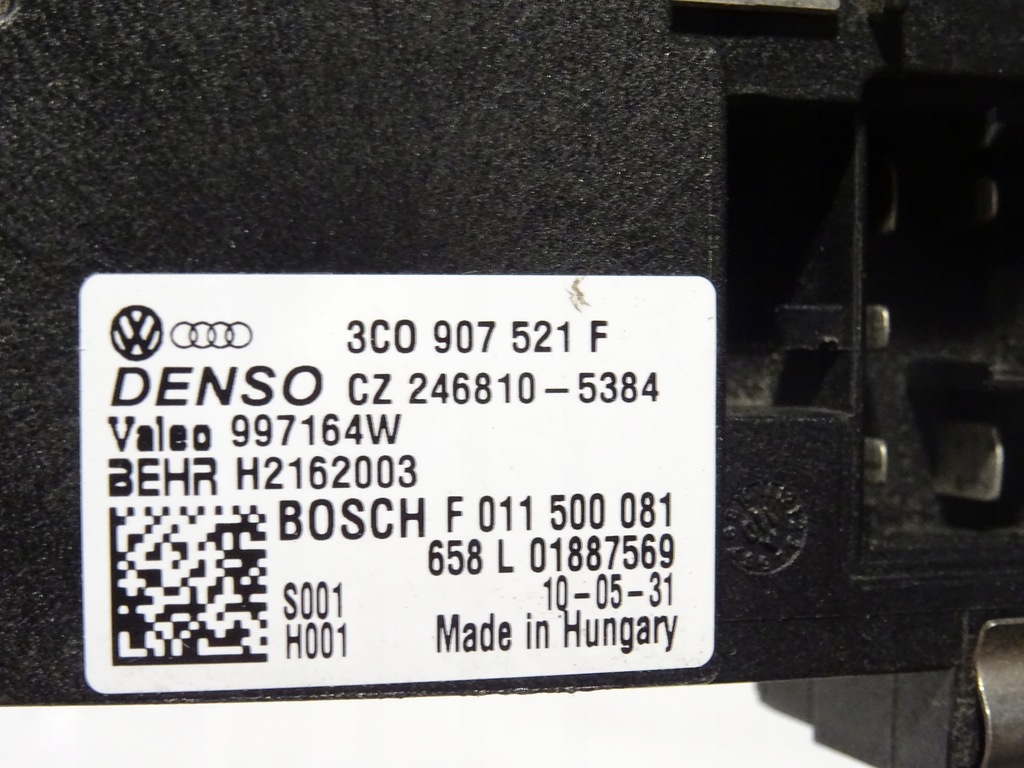 3C0 907 521 F
DENSO CZ 246810-5384
Valeo 997164W
BEHR H2162003
BOSCH F 011 500 081
658 L 01887569
S001 10-05-31
H001 Made in Hungary